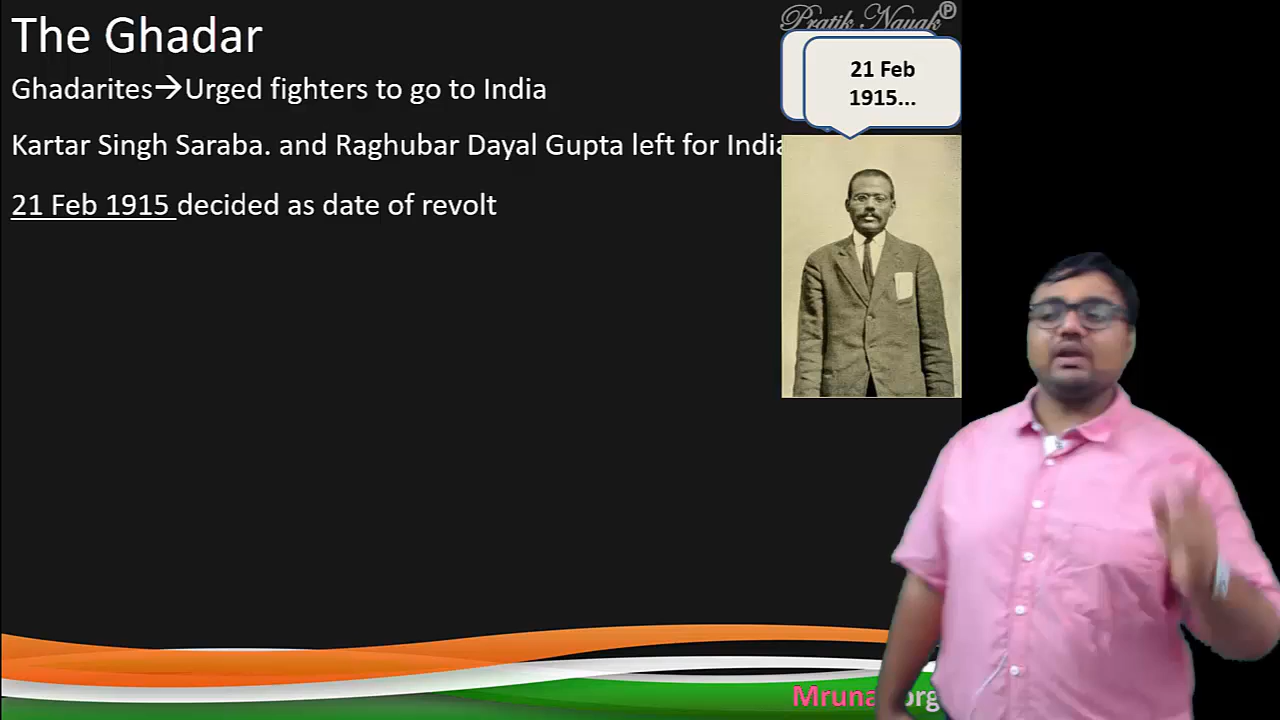 The Ghadar
Pratik Nayak®
21 Feb
1915...
Ghadarites→Urged fighters to go to India
Kartar Singh Saraba. and Raghubar Dayal Gupta left for India
21 Feb 1915 decided as date of revolt